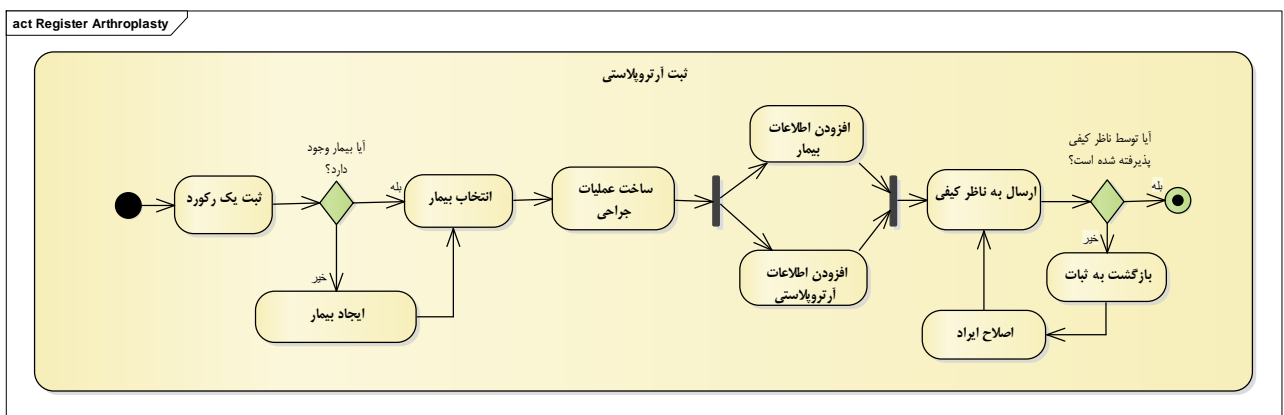 act Register Arthroplasty
ثبت آرتروپلاستی
ثبت یک رکورد
آیا بیمار وجود
دارد؟
بله
خیر
ایجاد بیمار
انتخاب بیمار
ساخت عملیات
جراحی
افزودن اطلاعات
بیمار
افزودن اطلاعات
آرتروپلاستی
ارسال به ناظر کیفی
آیا توسط ناظر کیفی
پذیرفته شده است؟
بله
خیر
بازگشت به ثبات
اصلاح ایراد